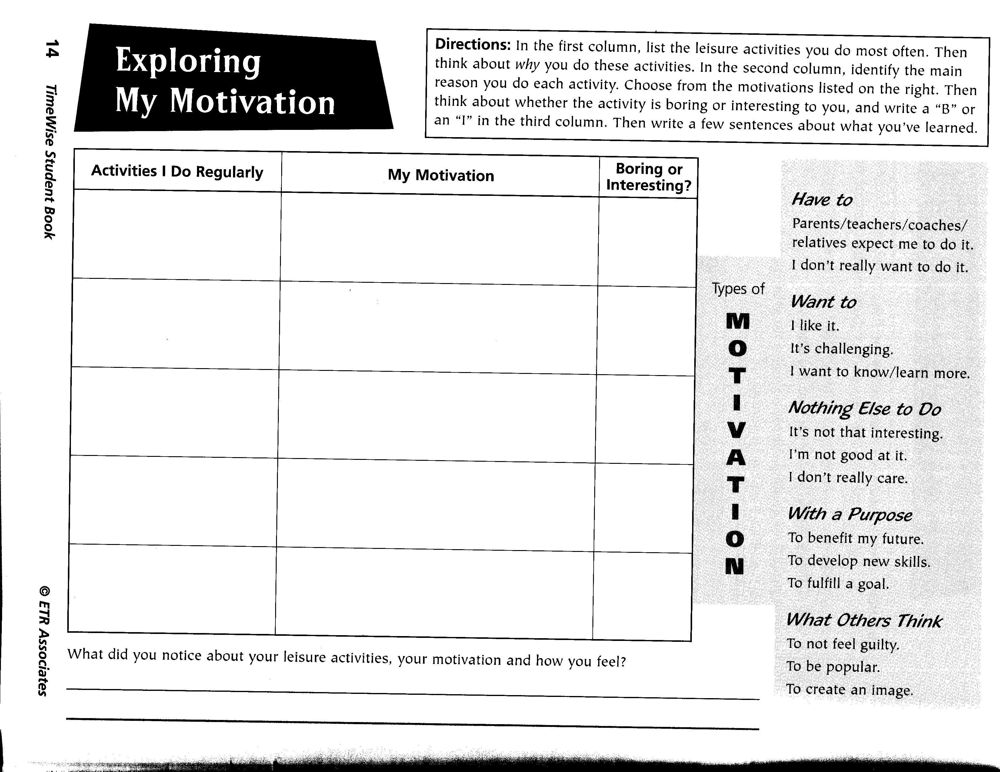 Exploring
My Motivation
Directions: In the first column, list the leisure activities you do most often. Then
think about why you do these activities. In the second column, identify the main
reason you do each activity. Choose from the motivations listed on the right. Then
think about whether the activity is boring or interesting to you, and write a “B” or
an “I” in the third column. Then write a few sentences about what you’ve learned.
Activities I Do Regularly
My Motivation
Boring or
Interesting?
Types of
MOTIVATION
Have to
Parents/teachers/coaches/
relatives expect me to do it.
I don’t really want to do it.
Want to
I like it.
It’s challenging.
I want to know/learn more.
Nothing Else to Do
It’s not that interesting.
I’m not good at it.
I don’t really care.
With a Purpose
To benefit my future.
To develop new skills.
To fulfill a goal.
What Others Think
To not feel guilty.
To be popular.
To create an image.
What did you notice about your leisure activities, your motivation and how you feel?
14 TimeWise Student Book
© ETR Associates